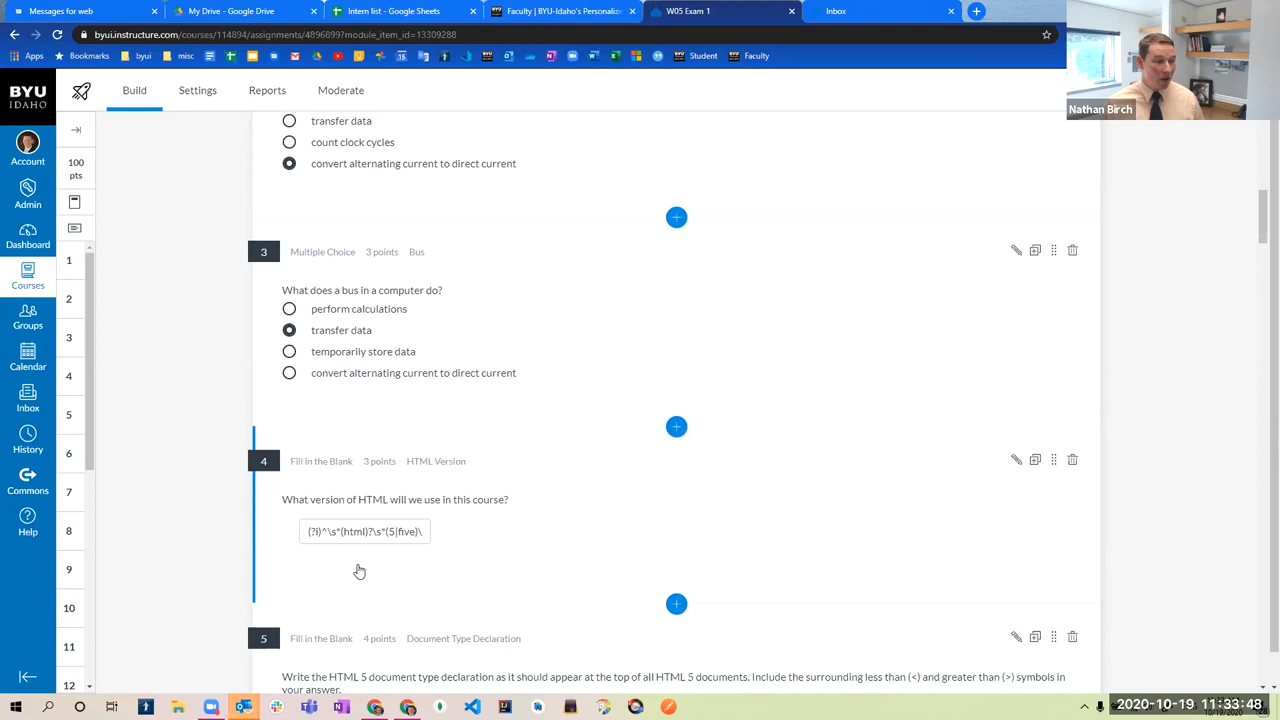 Messages for web
My Drive - Google Drive
Intern list - Google Sheets
Faculty | BYU-Idaho's Personaliz
W05 Exam 1
Inbox
byui.instructure.com/courses/114894/assignments/4896899?module_item_id=13309288
Apps
Bookmarks
byui
misc
Student
Faculty
Nathan Birch
BYU
IDAHO
Account
Admin
Dashboard
Courses
Groups
Calendar
Inbox
History
Commons
Help
100
pts
1
2
3
4
5
6
7
8
9
10
11
12
Build Settings Reports Moderate
transfer data
count clock cycles
convert alternating current to direct current
3 Multiple Choice 3 points Bus
What does a bus in a computer do?
perform calculations
transfer data
temporarily store data
convert alternating current to direct current
4 Fill in the Blank 3 points HTML Version
What version of HTML will we use in this course?
(?i)^\s*(html)?\s*(5|five)\
5 Fill in the Blank 4 points Document Type Declaration
Write the HTML 5 document type declaration as it should appear at the top of all HTML 5 documents. Include the surrounding less than (<) and greater than (>) symbols in
your answer.
2020-10-19 11:33:48